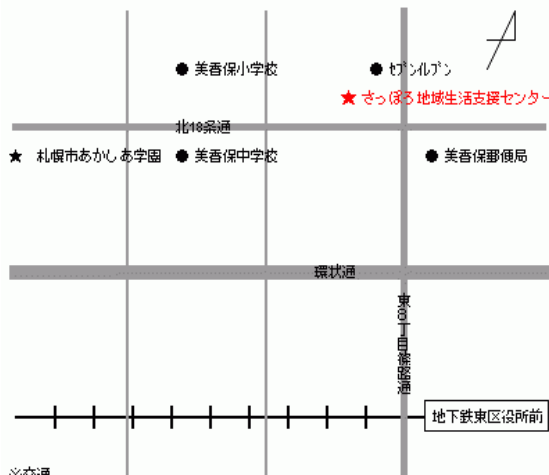 美香保小学校
セブンイレブン
さっぽろ地域生活支援センター
北18条通
札幌市あかしあ学園
美香保中学校
美香保郵便局
環状通
東8丁目篠路通
地下鉄東区役所前
※交通